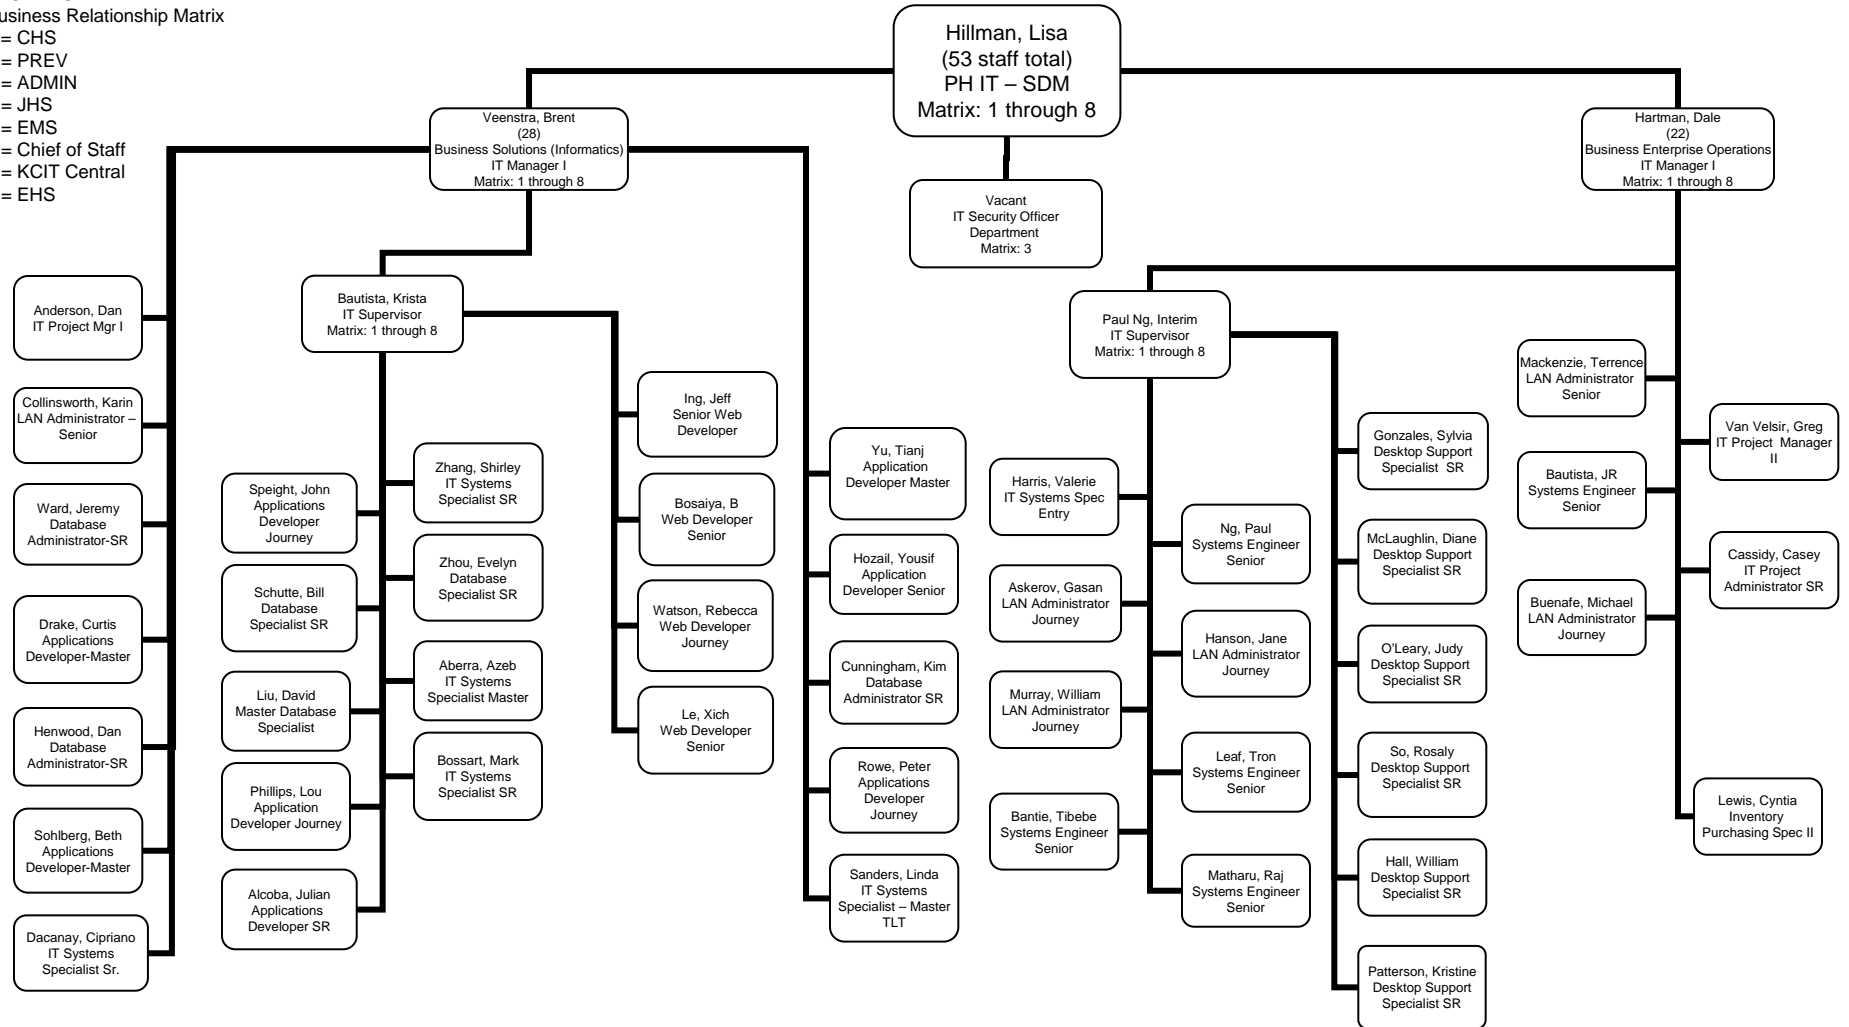 usiness Relationship Matrix
= CHS
= PREV
= ADMIN
= JHS
= EMS
= Chief of Staff
= KCIT Central
= EHS
Hillman, Lisa
(53 staff total)
PH IT – SDM
Matrix: 1 through 8
Veenstra, Brent
(28)
Business Solutions (Informatics)
IT Manager I
Matrix: 1 through 8
Vacant
IT Security Officer
Department
Matrix: 3
Hartman, Dale
(22)
Business Enterprise Operations
IT Manager I
Matrix: 1 through 8
Anderson, Dan
IT Project Mgr I
Collinsworth, Karin
LAN Administrator –
Senior
Ward, Jeremy
Database
Administrator-SR
Drake, Curtis
Applications
Developer-Master
Henwood, Dan
Database
Administrator-SR
Sohlberg, Beth
Applications
Developer-Master
Dacanay, Cipriano
IT Systems
Specialist Sr.
Bautista, Krista
IT Supervisor
Matrix: 1 through 8
Speight, John
Applications
Developer
Journey
Schutte, Bill
Database
Specialist SR
Liu, David
Master Database
Specialist
Phillips, Lou
Application
Developer Journey
Alcoba, Julian
Applications
Developer SR
Zhang, Shirley
IT Systems
Specialist SR
Zhou, Evelyn
Database
Specialist SR
Aberra, Azeb
IT Systems
Specialist Master
Bossart, Mark
IT Systems
Specialist SR
Ing, Jeff
Senior Web
Developer
Bosaiya, B
Web Developer
Senior
Watson, Rebecca
Web Developer
Journey
Le, Xich
Web Developer
Senior
Yu, Tianj
Application
Developer Master
Hozail, Yousif
Application
Developer Senior
Cunningham, Kim
Database
Administrator SR
Rowe, Peter
Applications
Developer
Journey
Sanders, Linda
IT Systems
Specialist – Master
TLT
Paul Ng, Interim
IT Supervisor
Matrix: 1 through 8
Harris, Valerie
IT Systems Spec
Entry
Askerov, Gasan
LAN Administrator
Journey
Murray, William
LAN Administrator
Journey
Bantie, Tibebe
Systems Engineer
Senior
Ng, Paul
Systems Engineer
Senior
Hanson, Jane
LAN Administrator
Journey
Leaf, Tron
Systems Engineer
Senior
Matharu, Raj
Systems Engineer
Senior
Gonzales, Sylvia
Desktop Support
Specialist SR
McLaughlin, Diane
Desktop Support
Specialist SR
O'Leary, Judy
Desktop Support
Specialist SR
So, Rosaly
Desktop Support
Specialist SR
Hall, William
Desktop Support
Specialist SR
Patterson, Kristine
Desktop Support
Specialist SR
Mackenzie, Terrence
LAN Administrator
Senior
Bautista, JR
Systems Engineer
Senior
Buenafe, Michael
LAN Administrator
Journey
Van Velsir, Greg
IT Project Manager
II
Cassidy, Casey
IT Project
Administrator SR
Lewis, Cyntia
Inventory
Purchasing Spec II